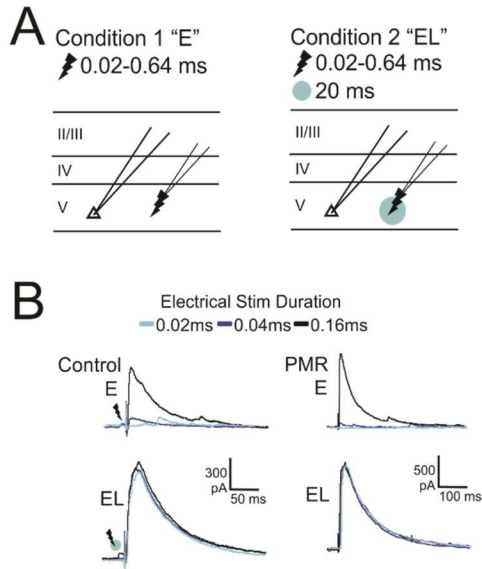 A
Condition 1 "E"
0.02-0.64 ms
II/III
IV
V
Condition 2 "EL"
0.02-0.64 ms
20 ms
II/III
IV
V
B
Electrical Stim Duration
0.02ms 0.04ms 0.16ms
Control
E
PMR
E
EL
300
pA
50 ms
EL
500
pA
100 ms